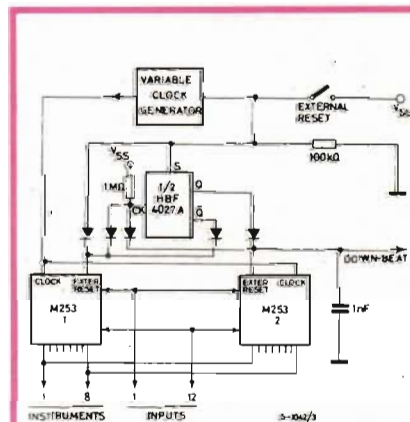 VARIABLE
CLOCK
GENERATOR
EXTERNAL
RESET
VSS
VSS
S
100kΩ
1MΩ
1/2
HBF
4027A
Q
CK
Q̄
DOWN-BEAT
CLOCK
EXTER
RESET
EXTER
RESET
CLOCK
M253
1
M253
2
1nF
1
8
1
12
INSTRUMENTS
INPUTS
S-1042/3